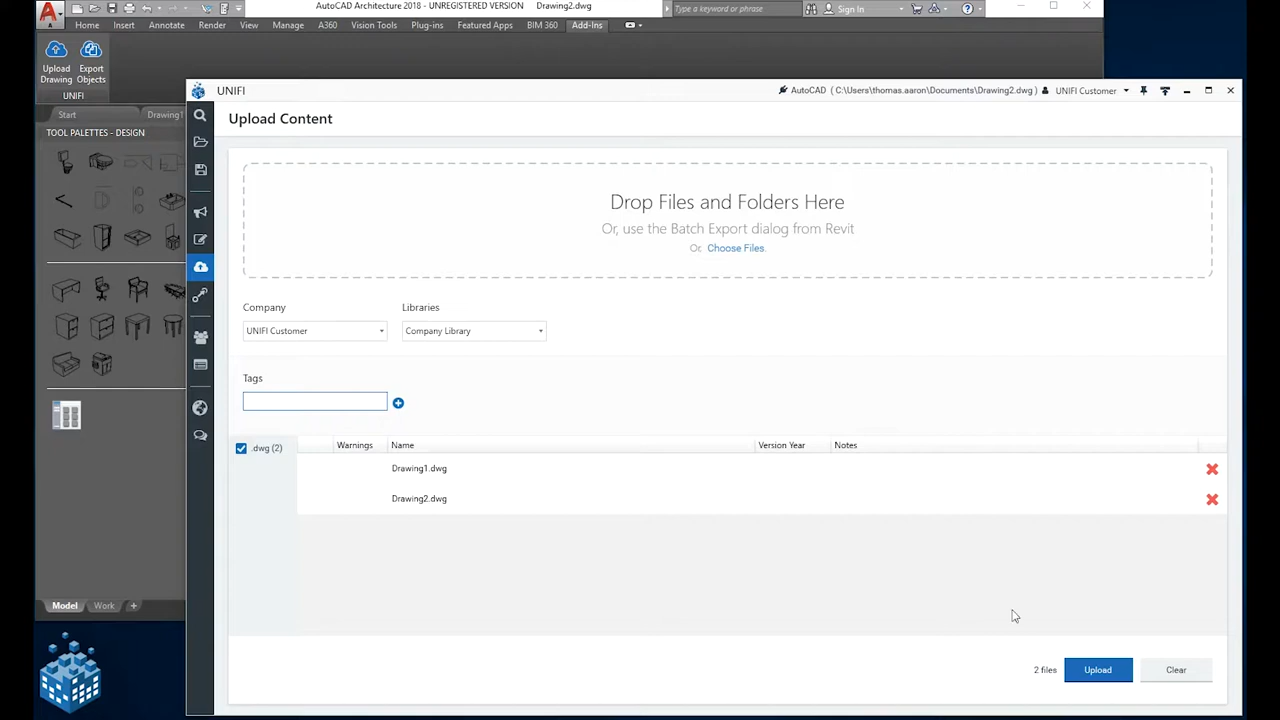 AutoCAD Architecture 2018 - UNREGISTERED VERSION Drawing2.dwg
Type a keyword or phrase
Sign In
Home Insert Annotate Render View Manage A360 Vision Tools Plug-ins Featured Apps BIM 360 Add-Ins
Upload Drawing
Export Objects
UNIFI
Start Drawing1
TOOL PALETTES - DESIGN
Model Work
UNIFI
AutoCAD ( C:\Users\thomas.aaron\Documents\Drawing2.dwg ) UNIFI Customer
Upload Content
Drop Files and Folders Here
Or, use the Batch Export dialog from Revit
Or, Choose Files.
Company Libraries
UNIFI Customer Company Library
Tags
.dwg (2) Warnings Name Version Year Notes
Drawing1.dwg
Drawing2.dwg
2 files Upload Clear